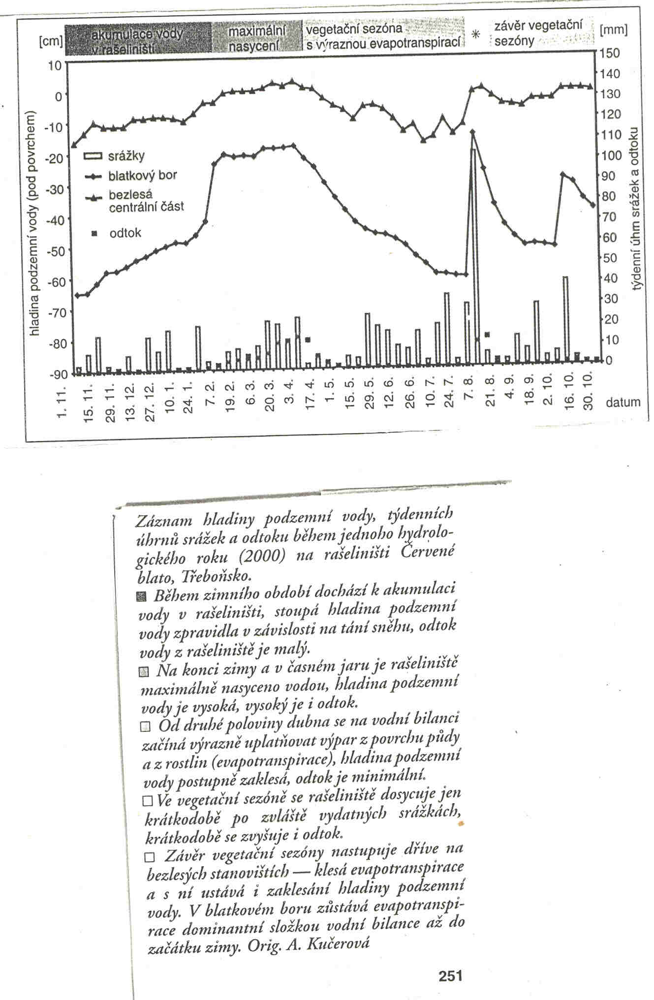 akumulace vody
v rašeliništi
maximální
nasycení
vegetační sezóna
s výraznou evapotranspirací
*
závěr vegetační
sezóny
[cm]
[mm]
10
0
-10
-20
-30
-40
-50
-60
-70
-80
-90
hladina podzemní vody (pod povrchem)
srážky
blatkový bor
bezlesá
centrální část
odtok
150
140
130
120
110
100
90
80
70
60
50
40
30
20
10
0
týdenní úhrn srážek a odtoku
1. 11.
15. 11.
29. 11.
13. 12.
27. 12.
10. 1.
24. 1.
7. 2.
19. 2.
6. 3.
20. 3.
3. 4.
17. 4.
1. 5.
15. 5.
29. 5.
12. 6.
26. 6.
10. 7.
24. 7.
7. 8.
21. 8.
4. 9.
18. 9.
2. 10.
16. 10.
30. 10.
datum
Záznam hladiny podzemní vody, týdenních
úhrnů srážek a odtoku během jednoho hydrolo-
gického roku (2000) na rašeliništi Červené
blato, Třeboňsko.
Během zimního období dochází k akumulaci
vody v rašeliništi, stoupá hladina podzemní
vody zpravidla v závislosti na tání sněhu, odtok
vody z rašeliniště je malý.
Na konci zimy a v časném jaru je rašeliniště
maximálně nasyceno vodou, hladina podzemní
vody je vysoká, vysoký je i odtok.
Od druhé poloviny dubna se na vodní bilanci
začíná výrazně uplatňovat výpar z povrchu půdy
a z rostlin (evapotranspirace), hladina podzemní
vody postupně zaklesá, odtok je minimální.
Ve vegetační sezóně se rašeliniště dosycuje jen
krátkodobě po zvláště vydatných srážkách,
krátkodobě se zvyšuje i odtok.
Závěr vegetační sezóny nastupuje dříve na
bezlesých stanovištích — klesá evapotranspirace
a s ní ustává i zaklesání hladiny podzemní
vody. V blatkovém boru zůstává evapotranspi-
race dominantní složkou vodní bilance až do
začátku zimy. Orig. A. Kučerová
251